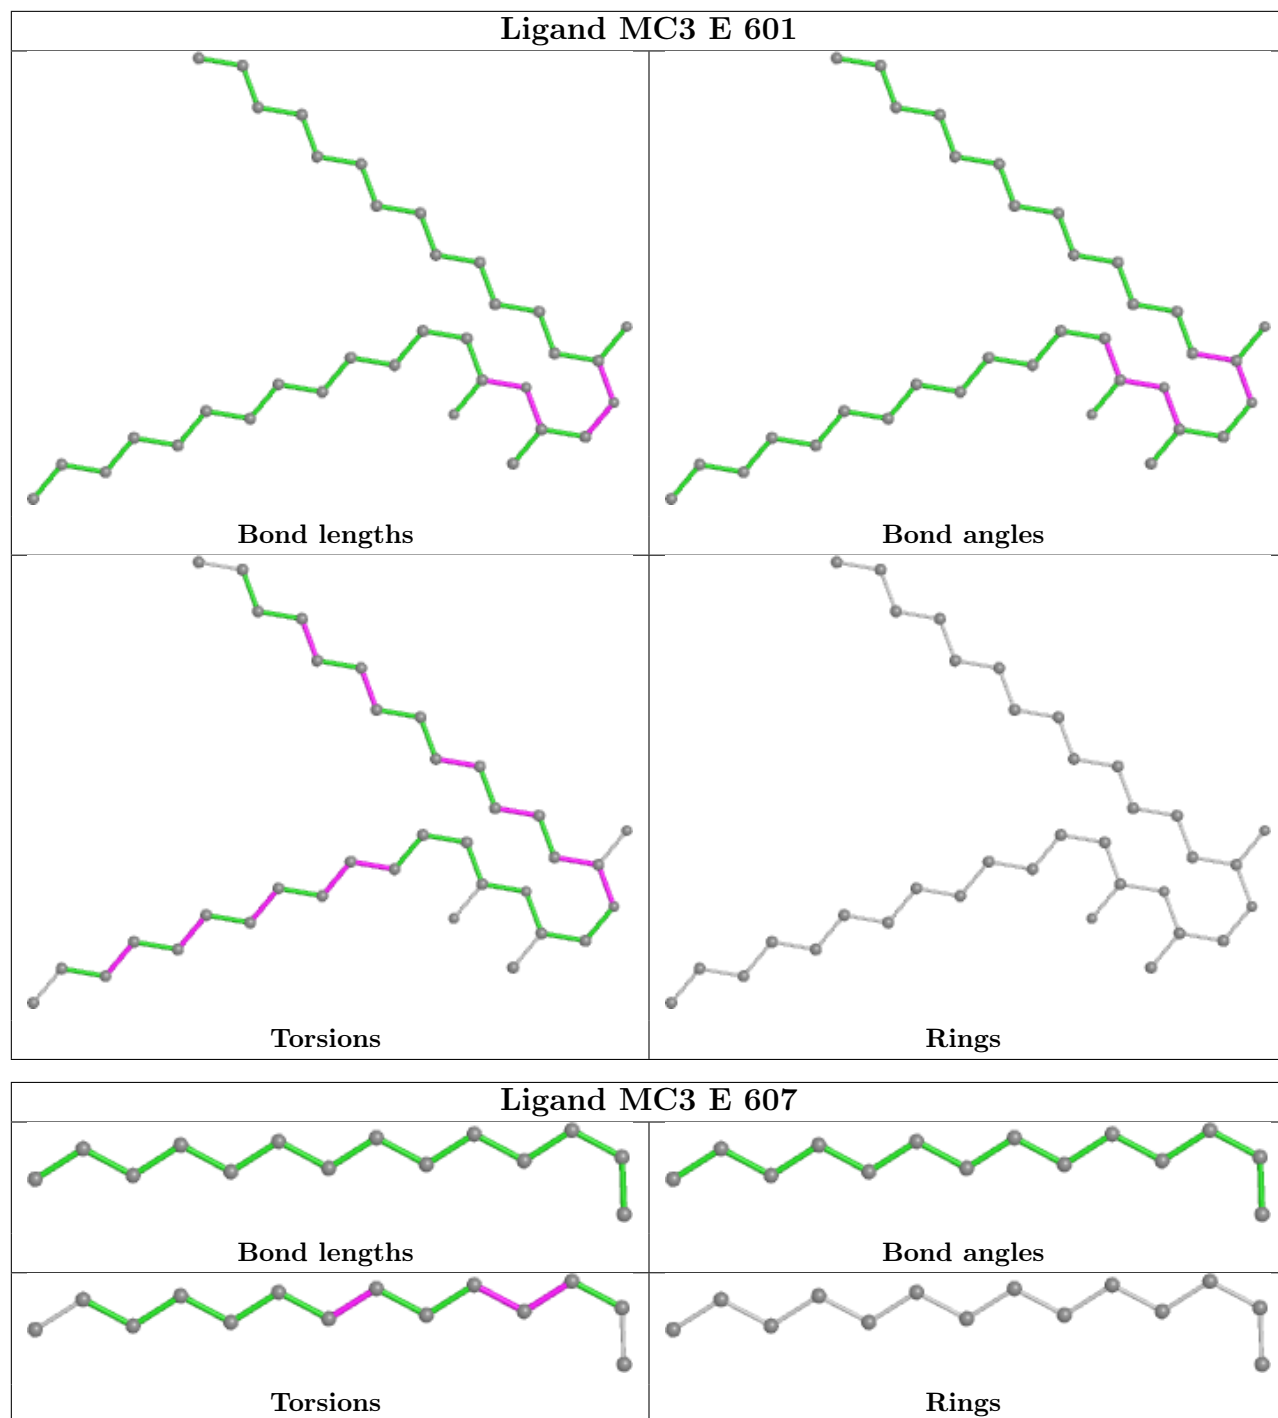 Ligand MC3 E 601
Bond lengths
Bond angles
Torsions
Rings
Ligand MC3 E 607
Bond lengths
Bond angles
Torsions
Rings